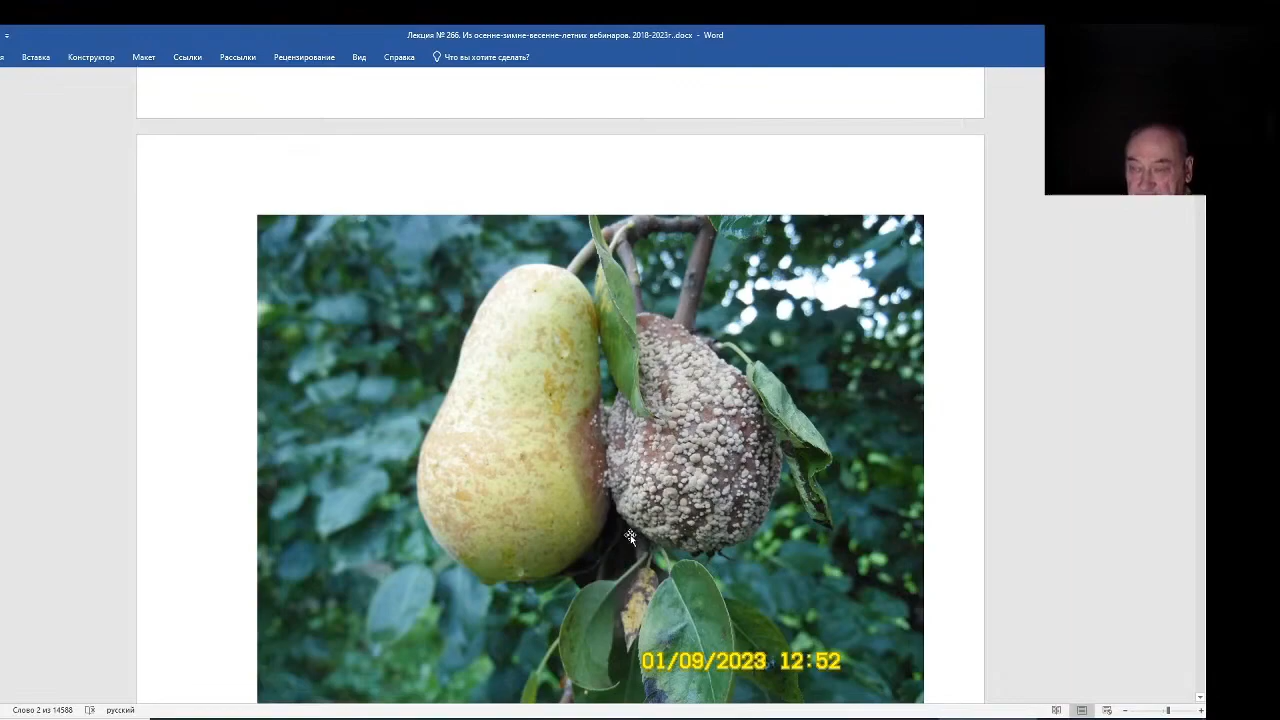 Лекция № 266. Из осенне-зимне-весенне-летних вебинаров. 2018-2023г..docx - Word
я Вставка Конструктор Макет Ссылки Рассылки Рецензирование Вид Справка Что вы хотите сделать?
01/09/2023 12:52
Слово 2 из 14588 русский